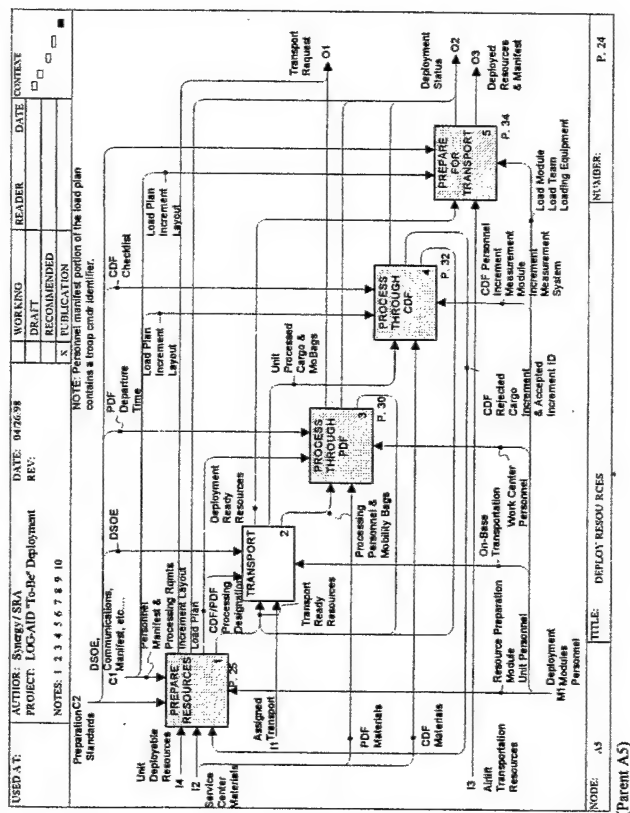 USED AT:
AUTHOR: Synergy/SRA
PROJECT: LOG-AID "To-Be" Deployment
NOTES: 1 2 3 4 5 6 7 8 9 10
DATE: 04/26/98
REV:
WORKING
DRAFT
RECOMMENDED
X PUBLICATION
READER
DATE
CONTEXT
NOTE: Personnel manifest portion of the load plan
contains a troop cmdr identifier.
Preparation C2
Standards
DSOE,
Communications,
C1 Manifest, etc....
DSOE
PDF
Departure
Time
CDF
Checklist
Personnel
Manifest &
Processing Rqmts
Increment Layout
Load Plan
Load Plan
Increment
Layout
Load Plan
Increment
Layout
Transport
Request
O1
Unit
Deployable
Resources
I4
I2
Service
Center
Materials
PREPARE
RESOURCES
1
P. 25
CDF/PDF
Processing
Designation
Deployment
Ready
Resources
Assigned
I1 Transport
TRANSPORT
2
Transport
Ready
Resources
Unit
Processed
Cargo &
MoBags
PROCESS
THROUGH
PDF
3
P. 30
Processing
Personnel &
Mobility Bags
PROCESS
THROUGH
CDF
4
P. 32
PREPARE
FOR
TRANSPORT
5
P. 34
Deployment
Status
O2
O3
Deployed
Resources
& Manifest
PDF
Materials
CDF
Materials
I3
Airlift
Transportation
Resources
Resource Preparation
Module
Unit Personnel
Deployment
M1 Modules
Personnel
On-Base
Transportation
Work Center
Personnel
CDF
Rejected
Cargo
Increment
& Accepted
Increment ID
CDF Personnel
Increment
Measurement
Module
Increment
Measurement
System
Load Module
Load Team
Loading Equipment
NODE: A5
TITLE: DEPLOY RESOURCES
NUMBER:
P. 24
(Parent A5)